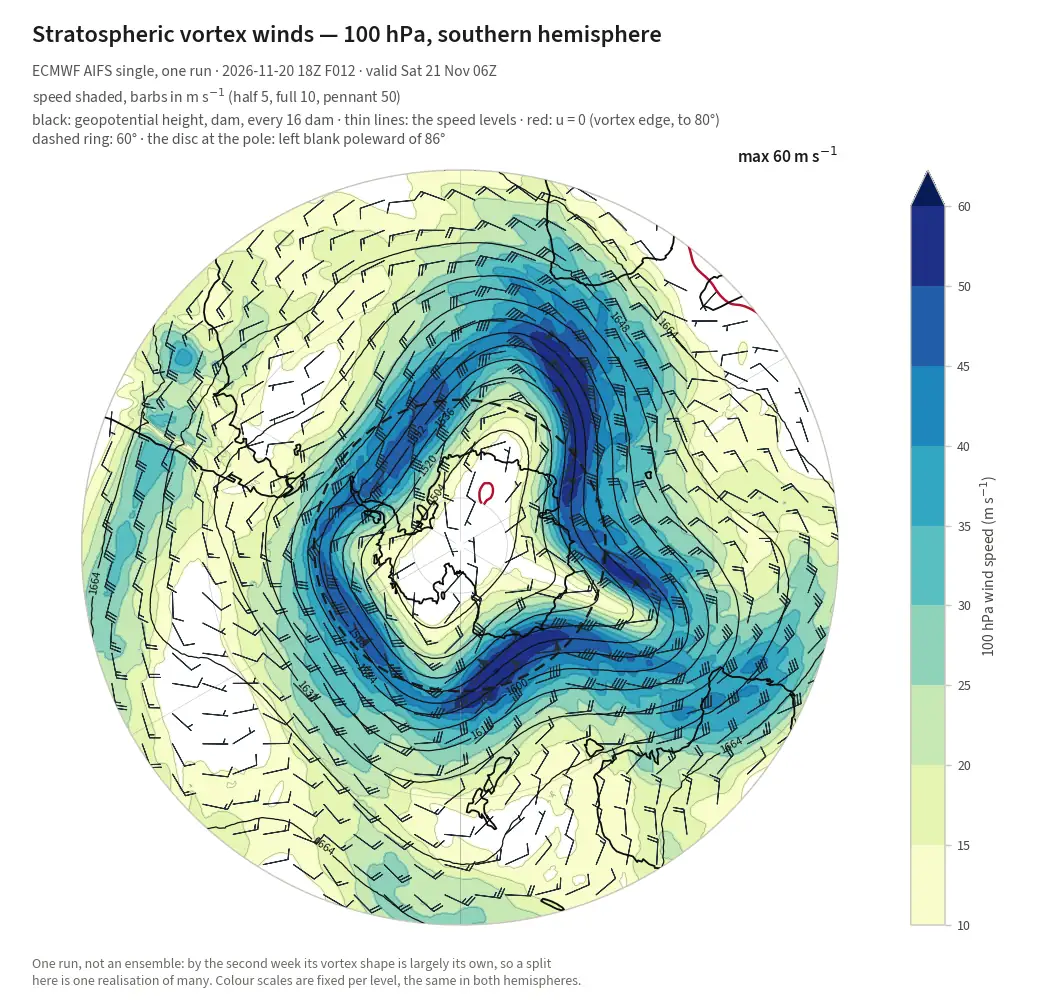 Stratospheric vortex winds — 100 hPa, southern hemisphere
ECMWF AIFS single, one run · 2026-11-20 18Z F012 · valid Sat 21 Nov 06Z
speed shaded, barbs in m s⁻¹ (half 5, full 10, pennant 50)
black: geopotential height, dam, every 16 dam · thin lines: the speed levels · red: u = 0 (vortex edge, to 80°)
dashed ring: 60° · the disc at the pole: left blank poleward of 86°
max 60 m s⁻¹
60
50
45
40
35
30
25
20
15
10
100 hPa wind speed (m s⁻¹)
1648
1664
1536
1520
1504
1664
1600
1616
1664
1664
One run, not an ensemble: by the second week its vortex shape is largely its own, so a split
here is one realisation of many. Colour scales are fixed per level, the same in both hemispheres.